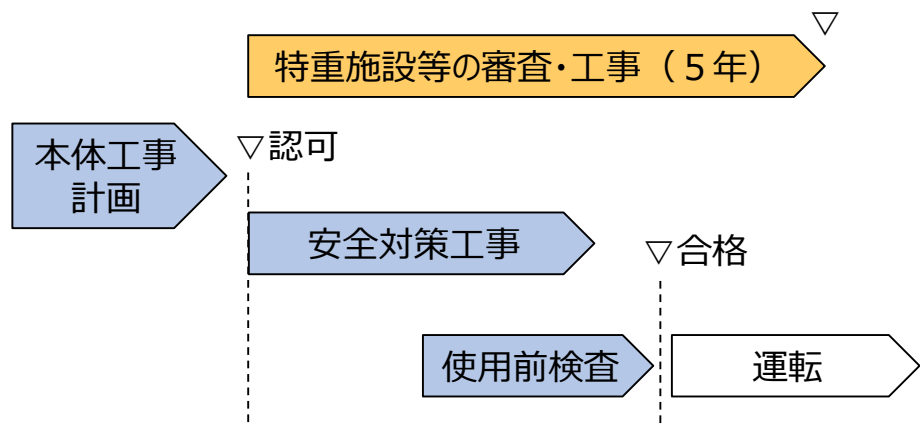 ▽
特重施設等の審査・工事（５年）
本体工事
計画
▽認可
安全対策工事
▽合格
使用前検査
運転